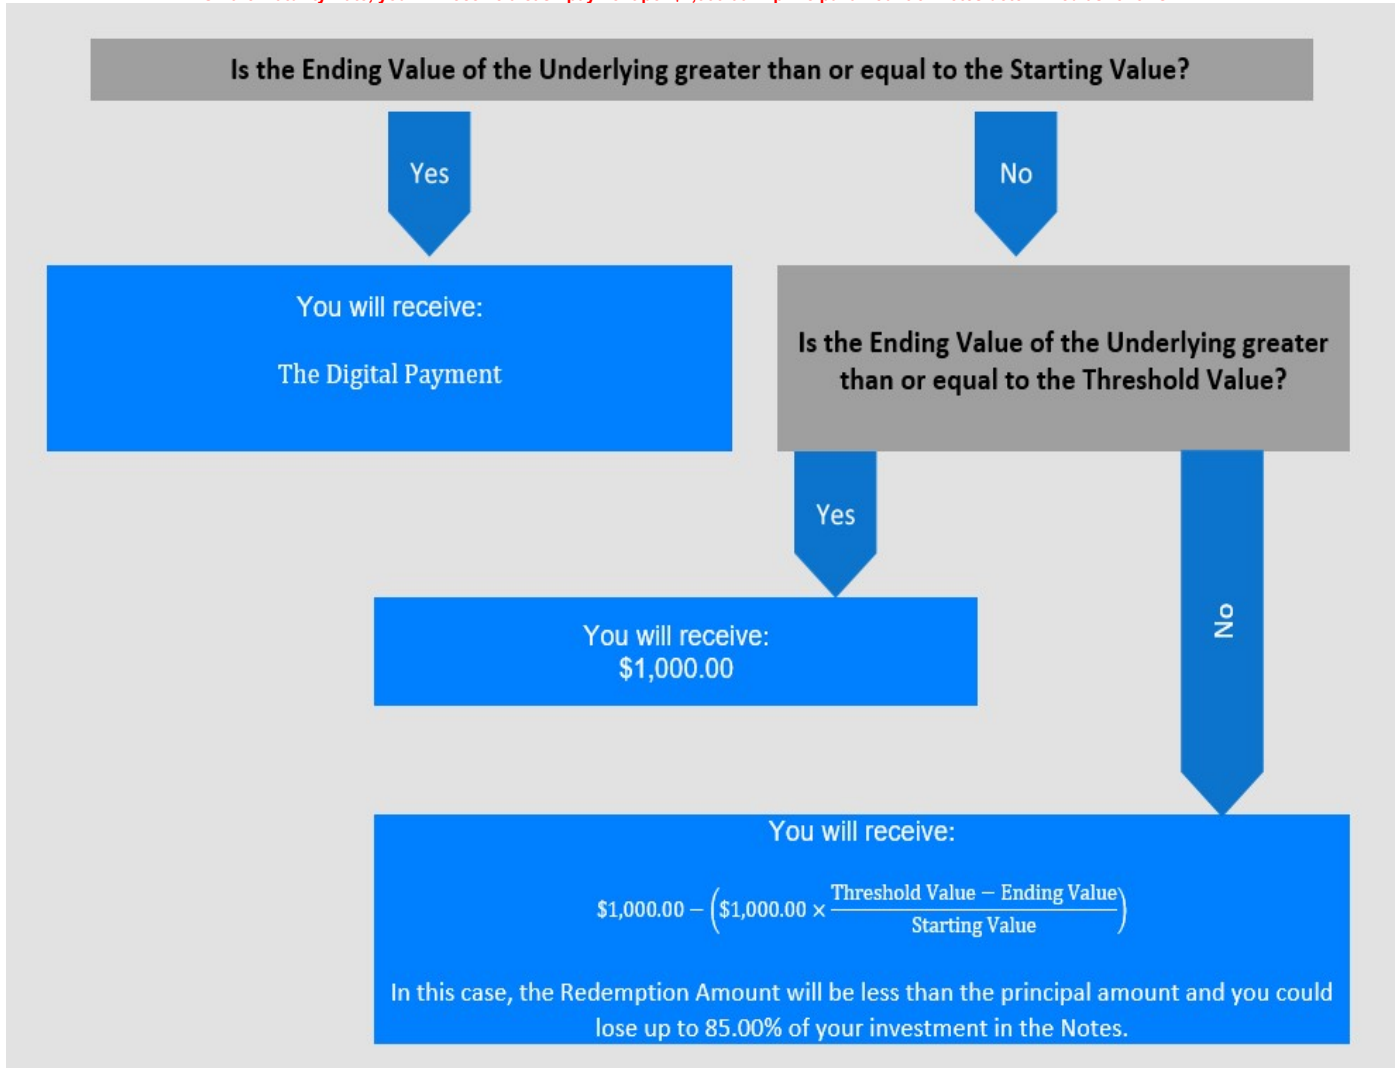 Is the Ending Value of the Underlying greater than or equal to the Starting Value?
Yes
No
You will receive:
The Digital Payment
Is the Ending Value of the Underlying greater
than or equal to the Threshold Value?
Yes
No
You will receive:
$1,000.00
You will receive:
$1,000.00 − ($1,000.00 × (Threshold Value − Ending Value) / Starting Value)
In this case, the Redemption Amount will be less than the principal amount and you could
lose up to 85.00% of your investment in the Notes.